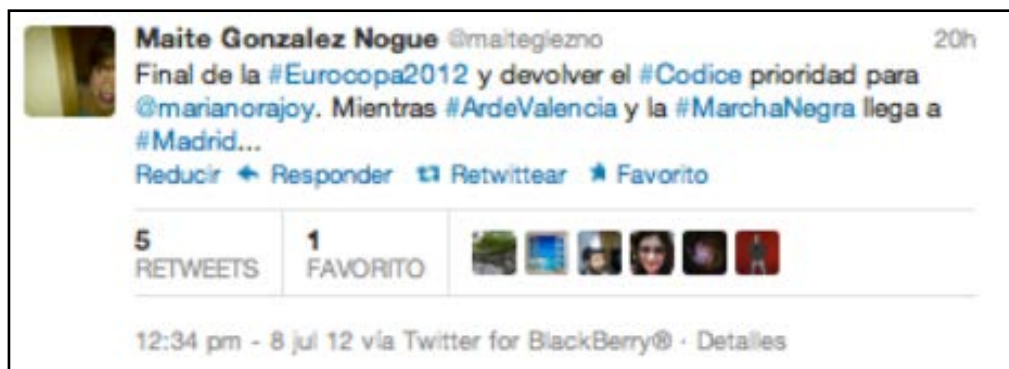 Maite Gonzalez Nogue @maiteglezno 20h
Final de la #Eurocopa2012 y devolver el #Codice prioridad para
@marianorajoy. Mientras #ArdeValencia y la #MarchaNegra llega a
#Madrid...
Reducir Responder Retwittear Favorito
5 1
RETWEETS FAVORITO
12:34 pm - 8 jul 12 vía Twitter for BlackBerry® · Detalles